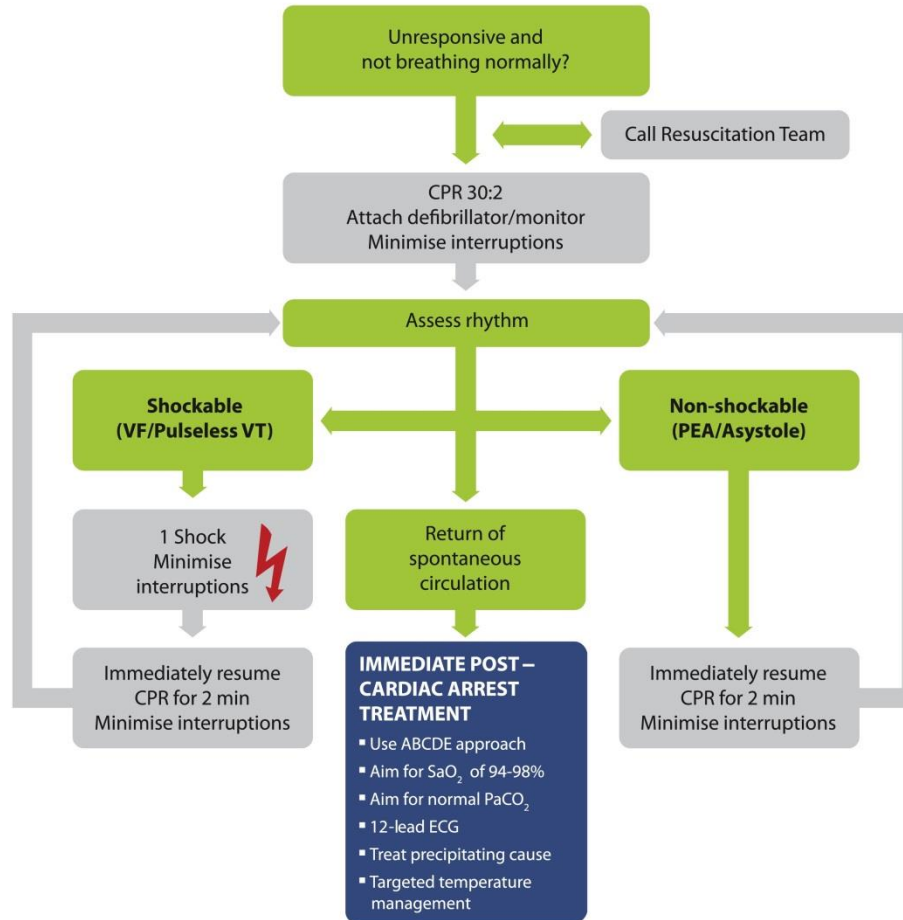 Unresponsive and
not breathing normally?
Call Resuscitation Team
CPR 30:2
Attach defibrillator/monitor
Minimise interruptions
Assess rhythm
Shockable
(VF/Pulseless VT)
Non-shockable
(PEA/Asystole)
1 Shock
Minimise
interruptions
Return of
spontaneous
circulation
Immediately resume
CPR for 2 min
Minimise interruptions
IMMEDIATE POST –
CARDIAC ARREST
TREATMENT
▪ Use ABCDE approach
▪ Aim for SaO₂ of 94-98%
▪ Aim for normal PaCO₂
▪ 12-lead ECG
▪ Treat precipitating cause
▪ Targeted temperature
management
Immediately resume
CPR for 2 min
Minimise interruptions